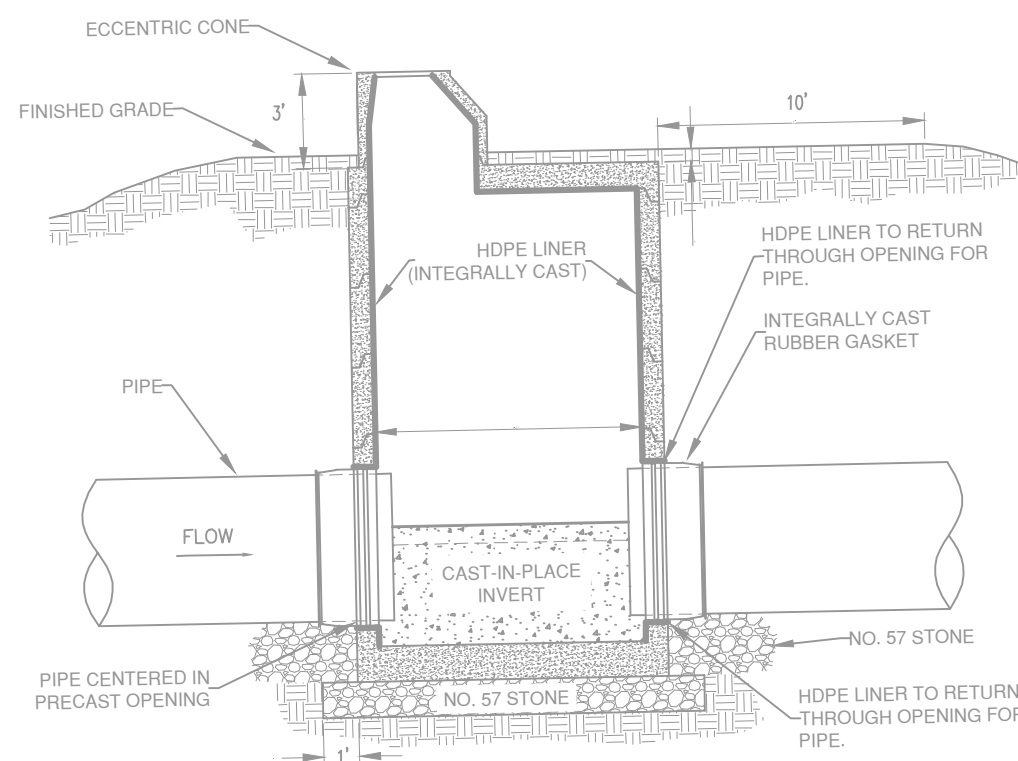 ECCENTRIC CONE
FINISHED GRADE
3'
10'
HDPE LINER
(INTEGRALLY CAST)
HDPE LINER TO RETURN
THROUGH OPENING FOR
PIPE.
INTEGRALLY CAST
RUBBER GASKET
PIPE
FLOW
CAST-IN-PLACE
INVERT
NO. 57 STONE
PIPE CENTERED IN
PRECAST OPENING
NO. 57 STONE
HDPE LINER TO RETURN
THROUGH OPENING FOR
PIPE.
1'